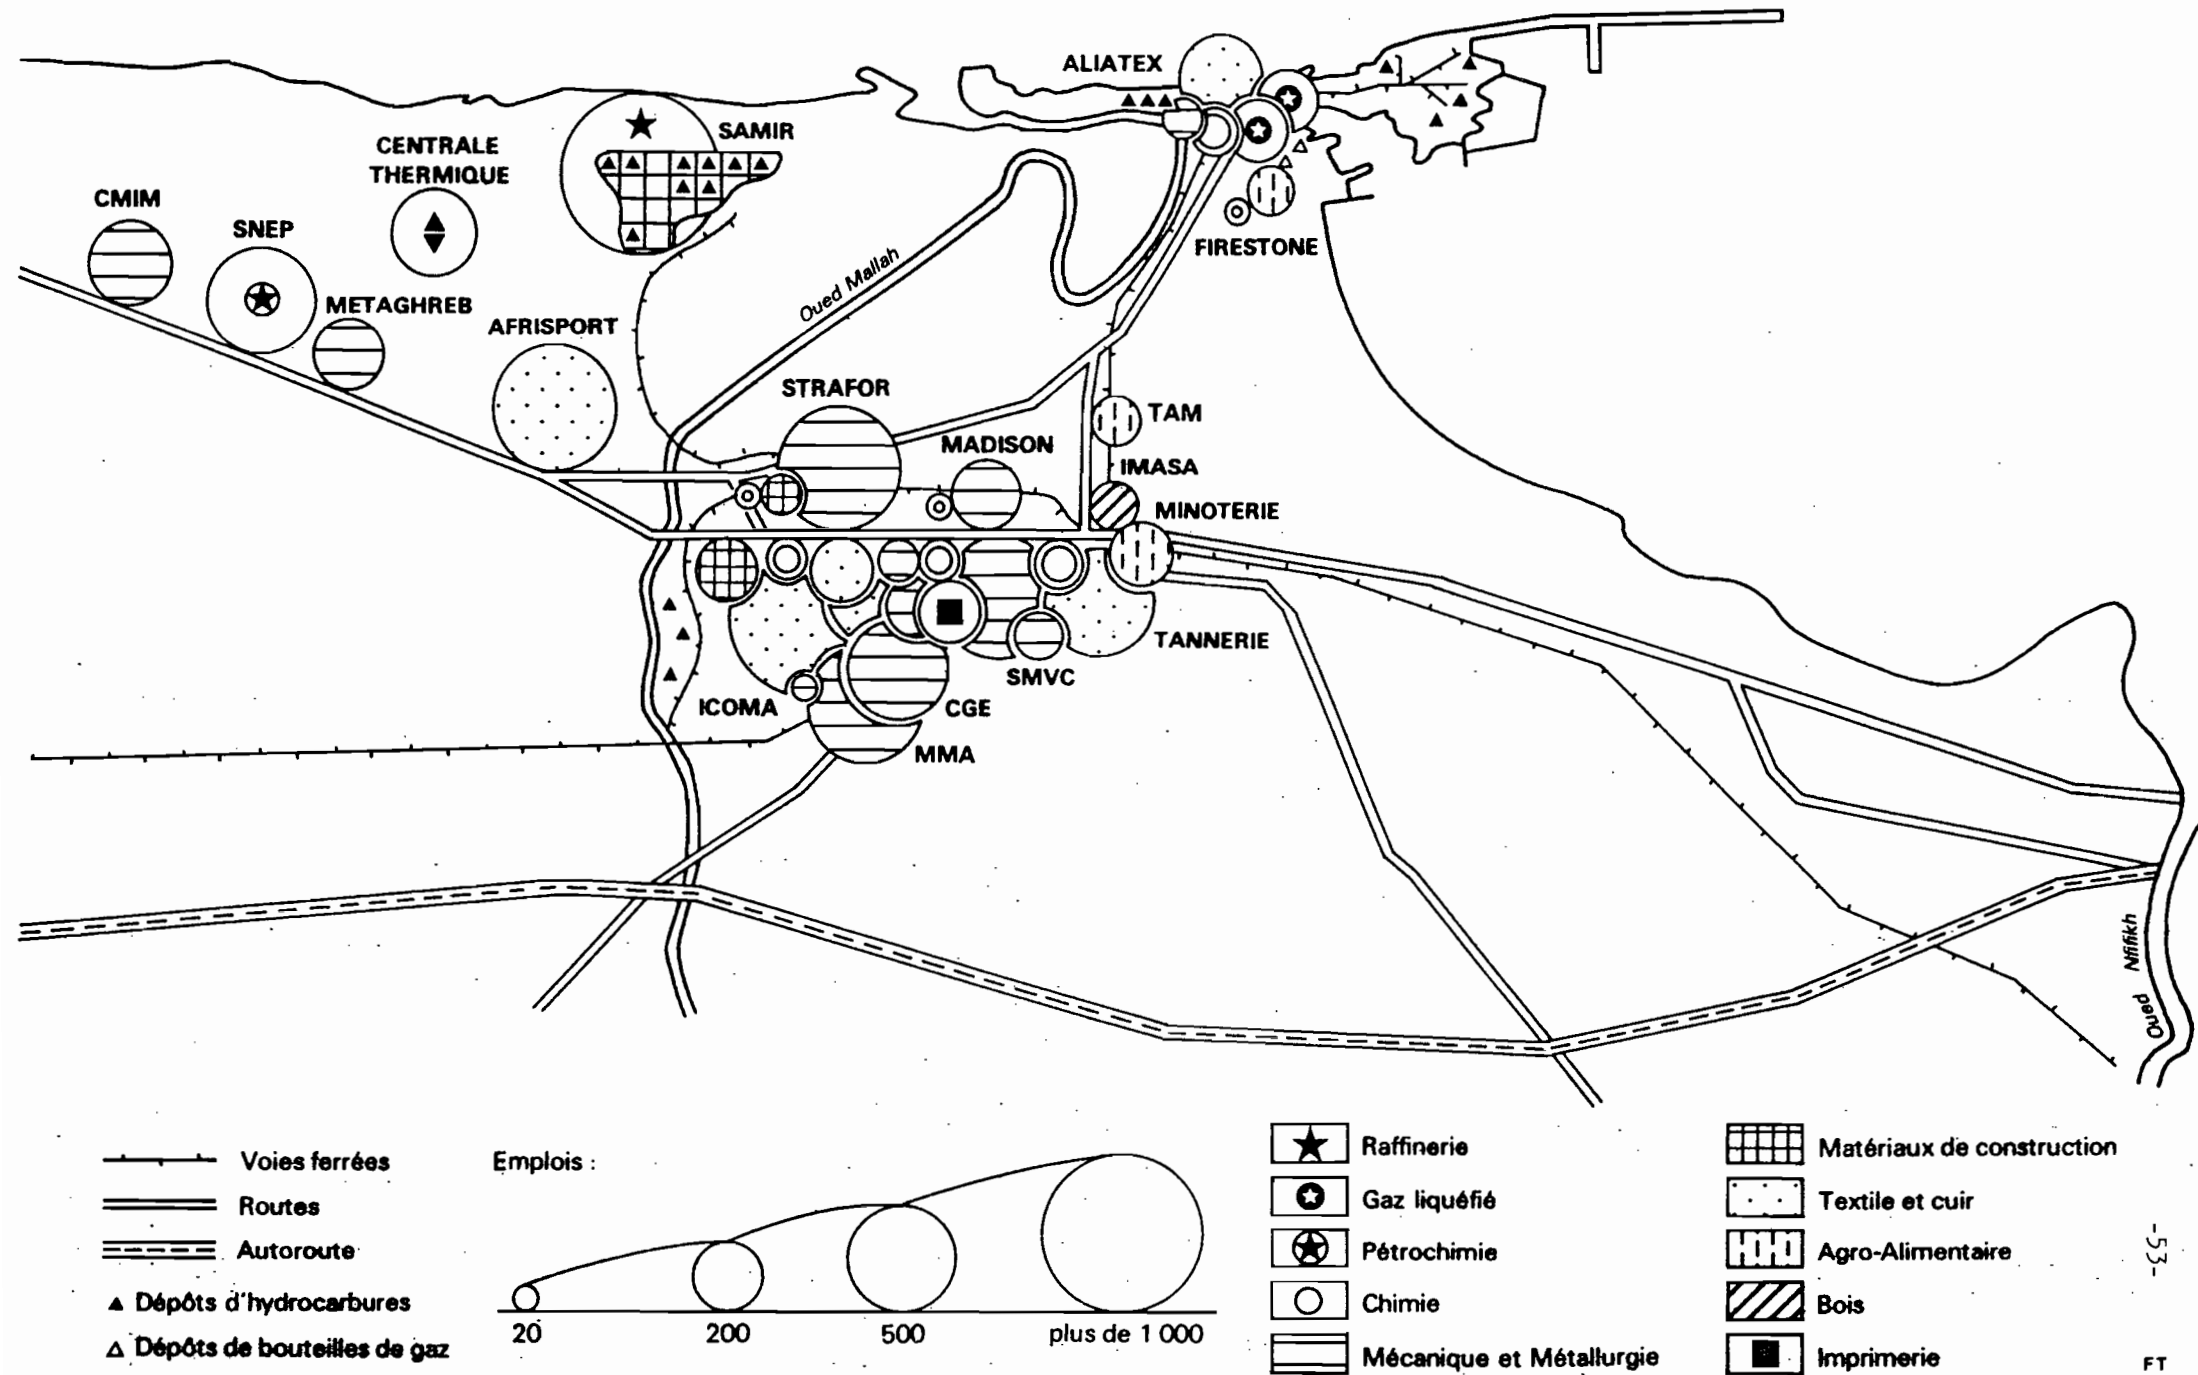 ALIATEX
SAMIR
CENTRALE
THERMIQUE
CMIM
SNEP
METAGHREB
AFRISPORT
FIRESTONE
Oued Mallah
STRAFOR
MADISON
TAM
IMASA
MINOTERIE
TANNERIE
SMVC
ICOMA
CGE
MMA
Oued Nfifikh
Voies ferrées
Routes
Autoroute
Dépôts d'hydrocarbures
Dépôts de bouteilles de gaz
Emplois :
20
200
500
plus de 1 000
Raffinerie
Gaz liquéfié
Pétrochimie
Chimie
Mécanique et Métallurgie
Matériaux de construction
Textile et cuir
Agro-Alimentaire
Bois
Imprimerie
-53-
FT